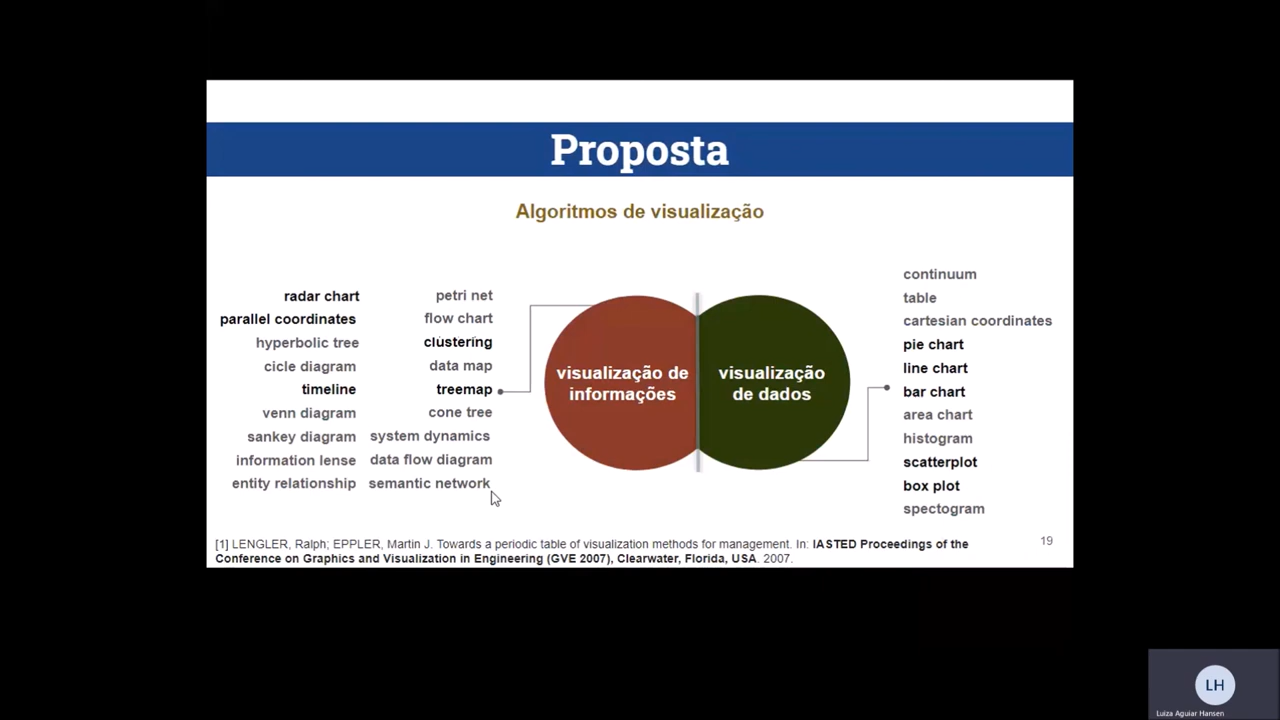 Proposta
Algoritmos de visualização
radar chart
parallel coordinates
hyperbolic tree
cicle diagram
timeline
venn diagram
sankey diagram
information lense
entity relationship
petri net
flow chart
clustering
data map
treemap
cone tree
system dynamics
data flow diagram
semantic network
visualização de
informações
visualização
de dados
continuum
table
cartesian coordinates
pie chart
line chart
bar chart
area chart
histogram
scatterplot
box plot
spectogram
[1] LENGLER, Ralph; EPPLER, Martin J. Towards a periodic table of visualization methods for management. In: IASTED Proceedings of the
Conference on Graphics and Visualization in Engineering (GVE 2007), Clearwater, Florida, USA. 2007.
19
LH
Luiza Aguiar Hansen